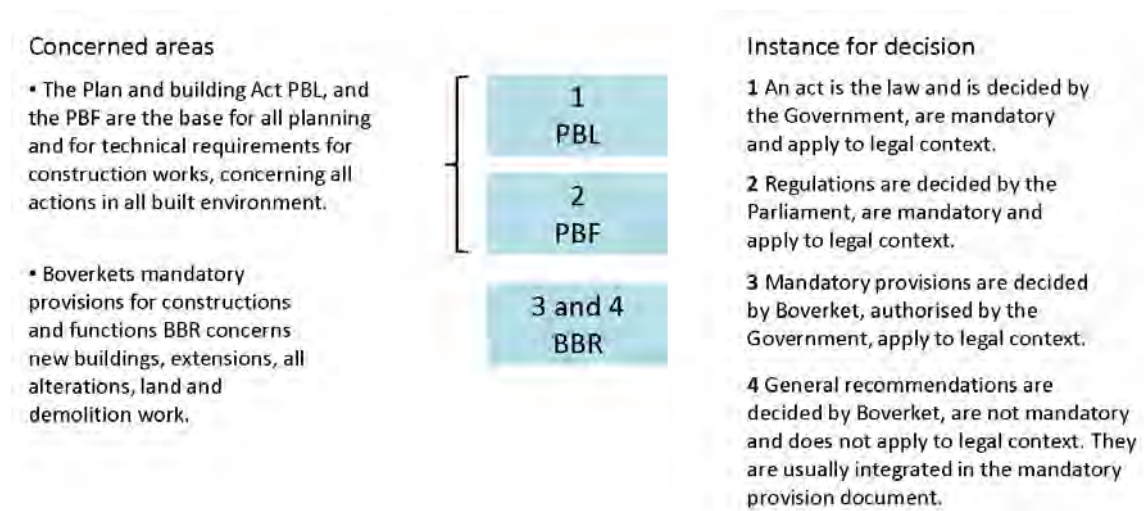 Concerned areas
• The Plan and building Act PBL, and
the PBF are the base for all planning
and for technical requirements for
construction works, concerning all
actions in all built environment.
• Boverkets mandatory
provisions for constructions
and functions BBR concerns
new buildings, extensions, all
alterations, land and
demolition work.
1
PBL
2
PBF
3 and 4
BBR
Instance for decision
1 An act is the law and is decided by
the Government, are mandatory
and apply to legal context.
2 Regulations are decided by the
Parliament, are mandatory and
apply to legal context.
3 Mandatory provisions are decided
by Boverket, authorised by the
Government, apply to legal context.
4 General recommendations are
decided by Boverket, are not mandatory
and does not apply to legal context. They
are usually integrated in the mandatory
provision document.